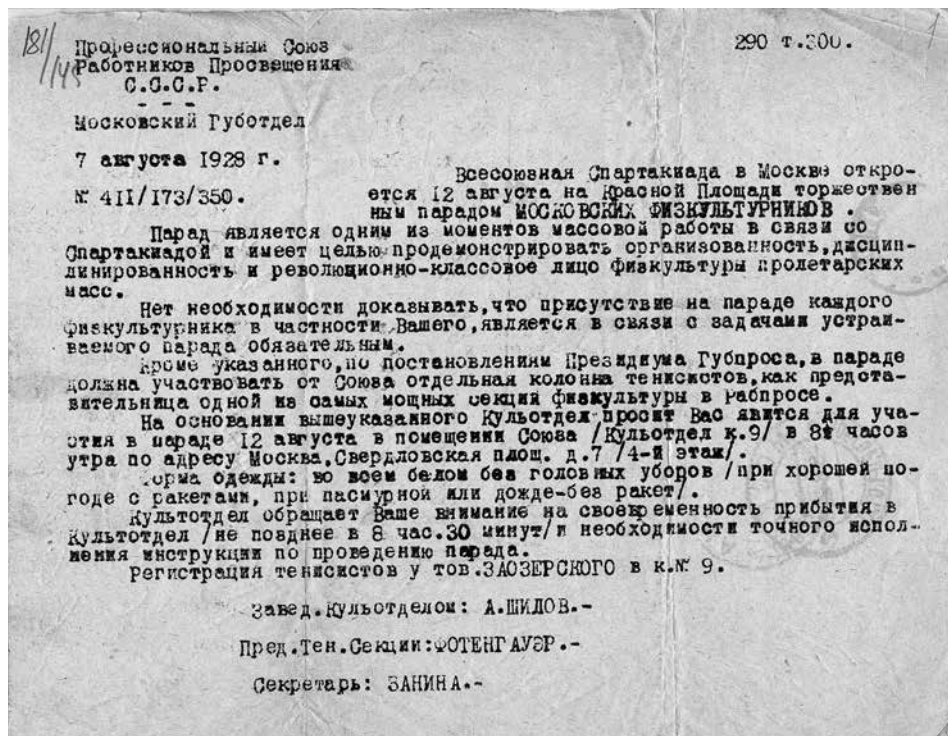 181/145
290 т.300.
Профессиональный Союз
Работников Просвещения
С.С.С.Р.
- - -
Московский Губотдел
7 августа 1928 г.
№ 411/173/350.
Всесоюзная Спартакиада в Москве откро-
ется 12 августа на Красной Площади торжествен
ным парадом МОСКОВСКИХ ФИЗКУЛЬТУРНИКОВ .
Парад является одним из моментов массовой работы в связи со
Спартакиадой и имеет целью продемонстрировать организованность,дисцип-
линированность и революционно-классовое лицо физкультуры пролетарских
масс.
Нет необходимости доказывать,что присутствие на параде каждого
физкультурника в частности Вашего,является в связи с задачами устраи-
ваемого парада обязательным.
Кроме указанного,по постановлениям Президиума Губпроса,в параде
должна участвовать от Союза отдельная колонна тенисистов,как предста-
вительница одной из самых мощных секций физкультуры в Рабпросе.
На основании вышеуказанного Культотдел просит Вас явится для уча-
стия в параде 12 августа в помещении Союза /Культотдел к.9/ в 8 часов
утра по адресу Москва,Свердловская площ. д.7 /4-й этаж/.
Форма одежды: во всем белом без головных уборов /при хорошей по-
годе с ракетами, при пасмурной или дожде-без ракет/.
Культотдел обращает Ваше внимание на своевременность прибытия в
Культотдел /не позднее в 8 час.30 минут/и необходимости точного испол-
нения инструкции по проведению парада.
Регистрация тенисистов у тов.ЗАОЗЕРСКОГО в к.№ 9.
Завед.Культотделом: А.ШИЛОВ.-
Пред.Тен.Секции:ФОТЕНГАУЭР.-
Секретарь: ЗАНИНА.-